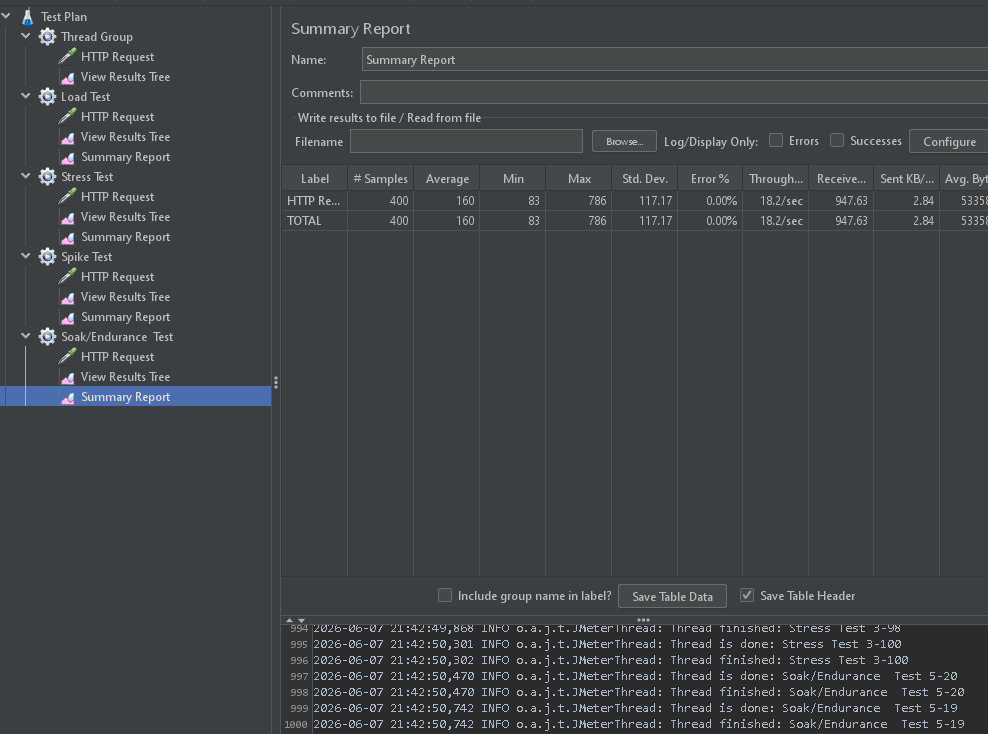 Test Plan
Thread Group
HTTP Request
View Results Tree
Load Test
HTTP Request
View Results Tree
Summary Report
Stress Test
HTTP Request
View Results Tree
Summary Report
Spike Test
HTTP Request
View Results Tree
Summary Report
Soak/Endurance  Test
HTTP Request
View Results Tree
Summary Report
Summary Report
Name: Summary Report
Comments:
Write results to file / Read from file
Filename Browse... Log/Display Only: Errors Successes Configure
Label # Samples Average Min Max Std. Dev. Error % Through... Receive... Sent KB/... Avg. Byt
HTTP Re... 400 160 83 786 117.17 0.00% 18.2/sec 947.63 2.84 5335
TOTAL 400 160 83 786 117.17 0.00% 18.2/sec 947.63 2.84 5335
Include group name in label? Save Table Data Save Table Header
994 2026-06-07 21:42:49,868 INFO o.a.j.t.JMeterThread: Thread finished: Stress Test 3-98
995 2026-06-07 21:42:50,301 INFO o.a.j.t.JMeterThread: Thread is done: Stress Test 3-100
996 2026-06-07 21:42:50,302 INFO o.a.j.t.JMeterThread: Thread finished: Stress Test 3-100
997 2026-06-07 21:42:50,470 INFO o.a.j.t.JMeterThread: Thread is done: Soak/Endurance  Test 5-20
998 2026-06-07 21:42:50,470 INFO o.a.j.t.JMeterThread: Thread finished: Soak/Endurance  Test 5-20
999 2026-06-07 21:42:50,742 INFO o.a.j.t.JMeterThread: Thread is done: Soak/Endurance  Test 5-19
1000 2026-06-07 21:42:50,742 INFO o.a.j.t.JMeterThread: Thread finished: Soak/Endurance  Test 5-19